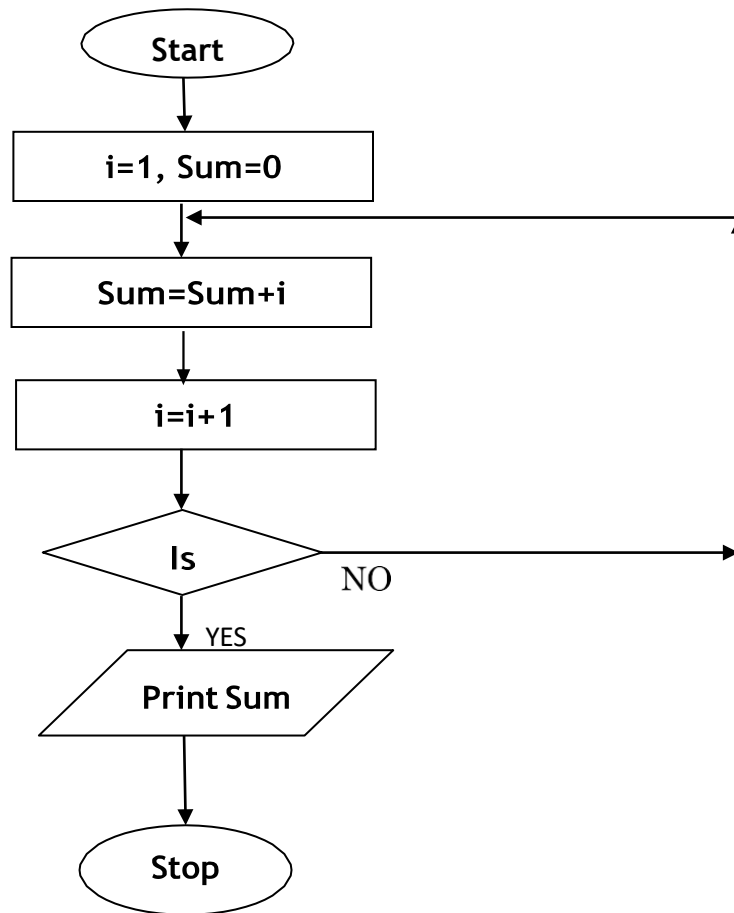 Start
i=1, Sum=0
Sum=Sum+i
i=i+1
Is
NO
YES
Print Sum
Stop